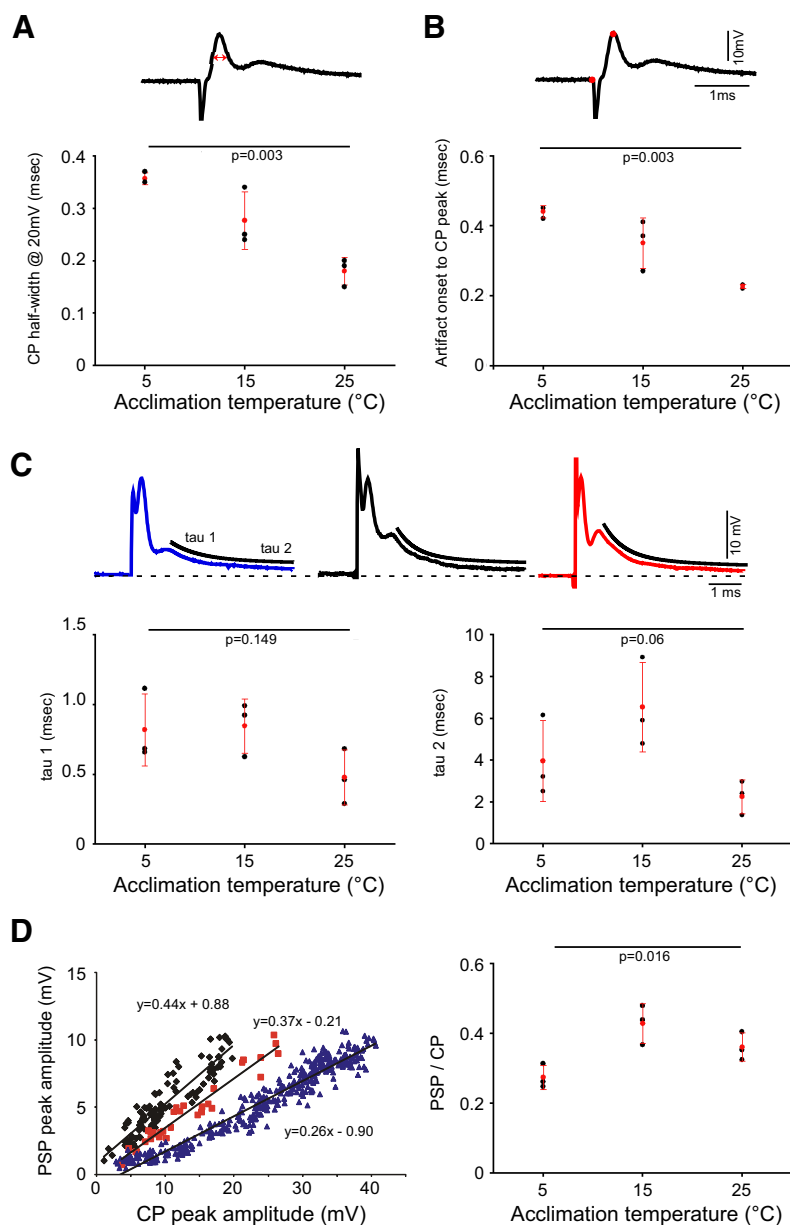 A
B
10mV
1ms
p=0.003
CP half-width @ 20mV (msec)
0.4
0.3
0.2
0.1
0
5
15
25
Acclimation temperature (°C)
p=0.003
Artifact onset to CP peak (msec)
0.6
0.4
0.2
0
5
15
25
Acclimation temperature (°C)
C
tau 1
tau 2
10 mV
1 ms
p=0.149
tau 1 (msec)
1.5
1.0
0.5
0
5
15
25
Acclimation temperature (°C)
p=0.06
tau 2 (msec)
10
8
6
4
2
0
5
15
25
Acclimation temperature (°C)
D
PSP peak amplitude (mV)
15
10
5
0
y=0.44x + 0.88
y=0.37x - 0.21
y=0.26x - 0.90
0
10
20
30
40
CP peak amplitude (mV)
p=0.016
PSP / CP
0.6
0.4
0.2
0
5
15
25
Acclimation temperature (°C)